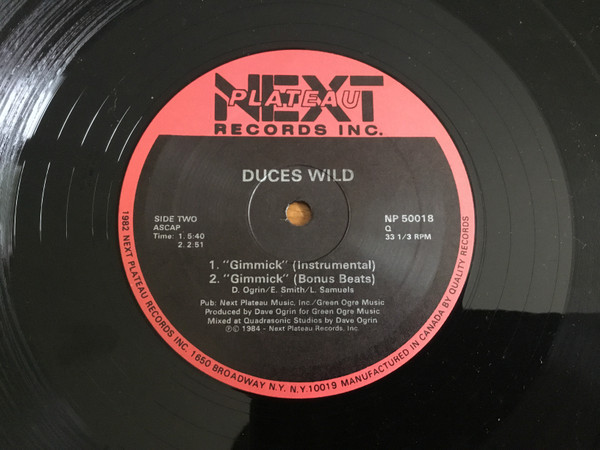 NEXT
PLATEAU
RECORDS INC.
DUCES WILD
SIDE TWO
ASCAP
Time: 1. 5:40
2. 2:51
NP 50018
Q
33 1/3 RPM
1. "Gimmick" (Instrumental)
2. "Gimmick" (Bonus Beats)
D. Ogrin/E. Smith/L. Samuels
Pub: Next Plateau Music, Inc./Green Ogre Music
Produced by Dave Ogrin for Green Ogre Music
Mixed at Quadrasonic Studios by Dave Ogrin
℗© 1984 - Next Plateau Records, Inc.
1982 NEXT PLATEAU RECORDS INC. 1650 BROADWAY N.Y. N.Y. 10019 MANUFACTURED IN CANADA BY QUALITY RECORDS